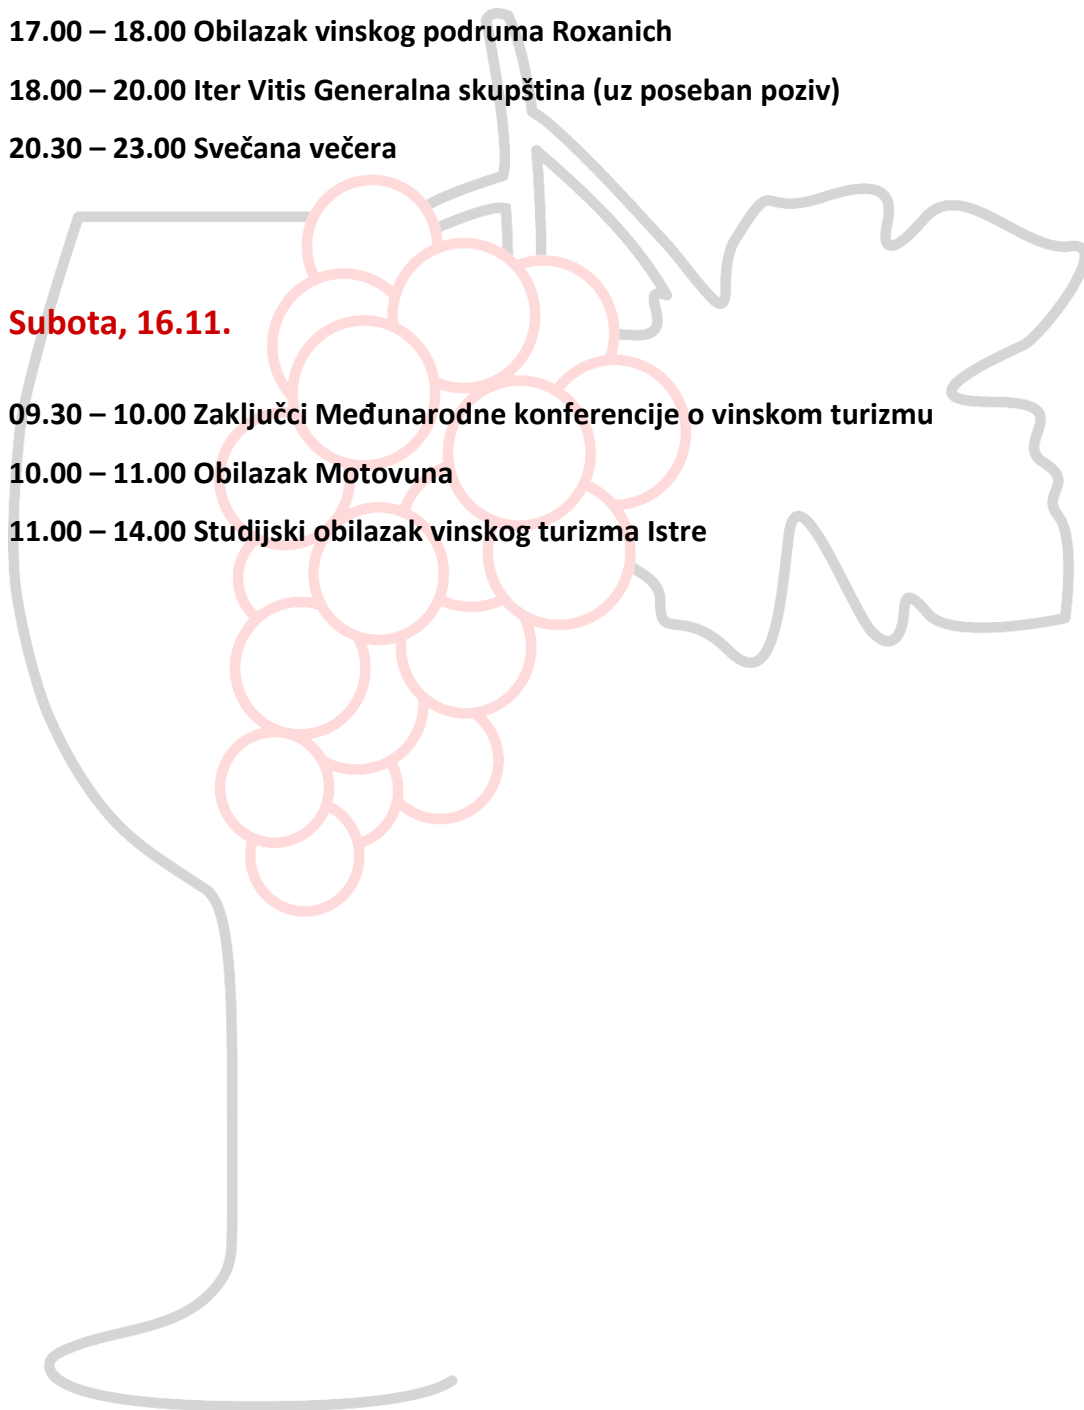 17.00 – 18.00 Obilazak vinskog podruma Roxanich
18.00 – 20.00 Iter Vitis Generalna skupština (uz poseban poziv)
20.30 – 23.00 Svečana večera
Subota, 16.11.
09.30 – 10.00 Zaključci Međunarodne konferencije o vinskom turizmu
10.00 – 11.00 Obilazak Motovuna
11.00 – 14.00 Studijski obilazak vinskog turizma Istre